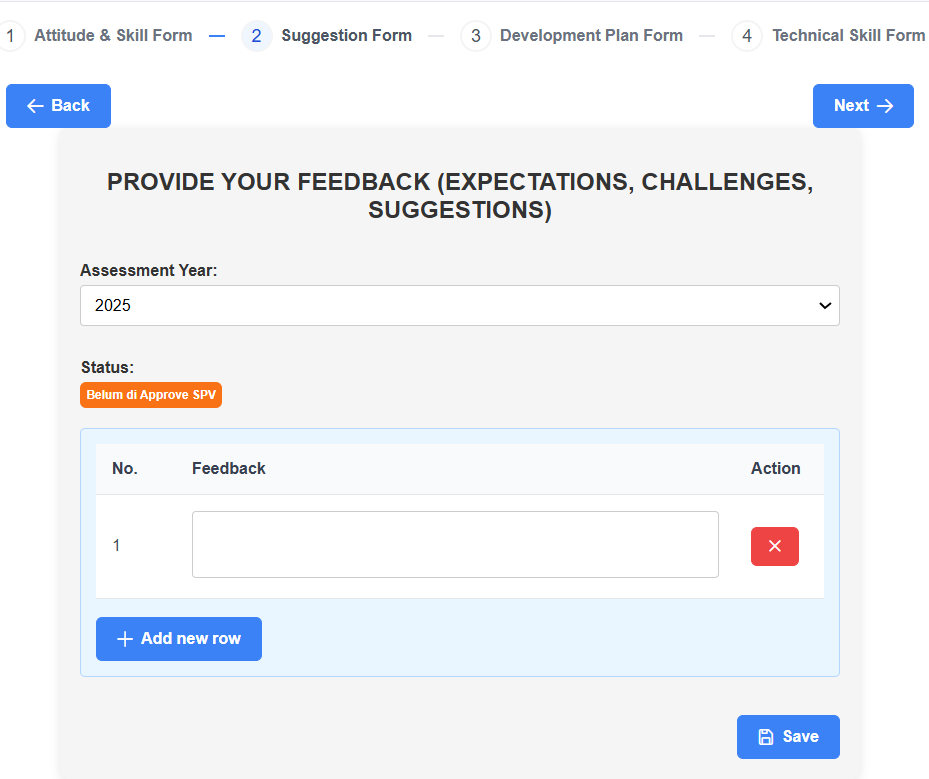 1 Attitude & Skill Form 2 Suggestion Form 3 Development Plan Form 4 Technical Skill Form
Back Next
PROVIDE YOUR FEEDBACK (EXPECTATIONS, CHALLENGES,
SUGGESTIONS)
Assessment Year:
2025
Status:
Belum di Approve SPV
No. Feedback Action
1
Add new row
Save